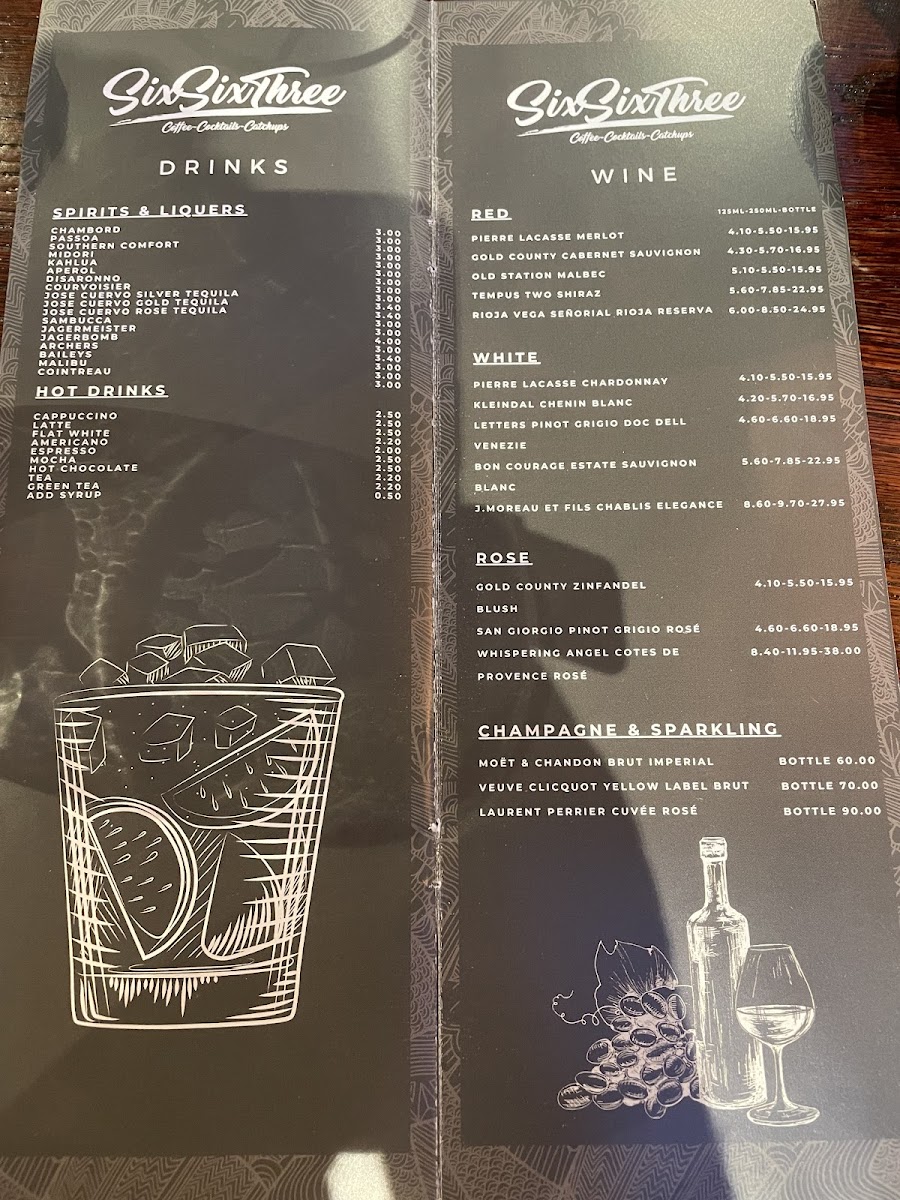 SixSixThree
Coffee-Cocktails-Catchups
DRINKS
SPIRITS & LIQUERS
CHAMBORD 3.00
PASSOA 3.00
SOUTHERN COMFORT 3.00
MIDORI 3.00
KAHLUA 3.00
APEROL 3.00
DISARONNO 3.00
COURVOISIER 3.00
JOSE CUERVO SILVER TEQUILA 3.00
JOSE CUERVO GOLD TEQUILA 3.40
JOSE CUERVO ROSE TEQUILA 3.40
SAMBUCCA 3.00
JAGERMEISTER 3.00
JAGERBOMB 4.00
ARCHERS 3.00
BAILEYS 3.40
MALIBU 3.00
COINTREAU 3.00
3.00
HOT DRINKS
CAPPUCCINO 2.50
LATTE 2.50
FLAT WHITE 2.50
AMERICANO 2.20
ESPRESSO 2.00
MOCHA 2.50
HOT CHOCOLATE 2.50
TEA 2.20
GREEN TEA 2.20
ADD SYRUP 0.50
SixSixThree
Coffee-Cocktails-Catchups
WINE
RED 125ML-250ML-BOTTLE
PIERRE LACASSE MERLOT 4.10-5.50-15.95
GOLD COUNTY CABERNET SAUVIGNON 4.30-5.70-16.95
OLD STATION MALBEC 5.10-5.50-15.95
TEMPUS TWO SHIRAZ 5.60-7.85-22.95
RIOJA VEGA SEÑORIAL RIOJA RESERVA 6.00-8.50-24.95
WHITE
PIERRE LACASSE CHARDONNAY 4.10-5.50-15.95
KLEINDAL CHENIN BLANC 4.20-5.70-16.95
LETTERS PINOT GRIGIO DOC DELL 4.60-6.60-18.95
VENEZIE
BON COURAGE ESTATE SAUVIGNON 5.60-7.85-22.95
BLANC
J.MOREAU ET FILS CHABLIS ELEGANCE 8.60-9.70-27.95
ROSE
GOLD COUNTY ZINFANDEL 4.10-5.50-15.95
BLUSH
SAN GIORGIO PINOT GRIGIO ROSÉ 4.60-6.60-18.95
WHISPERING ANGEL COTES DE 8.40-11.95-38.00
PROVENCE ROSÉ
CHAMPAGNE & SPARKLING
MOËT & CHANDON BRUT IMPERIAL BOTTLE 60.00
VEUVE CLICQUOT YELLOW LABEL BRUT BOTTLE 70.00
LAURENT PERRIER CUVÉE ROSÉ BOTTLE 90.00